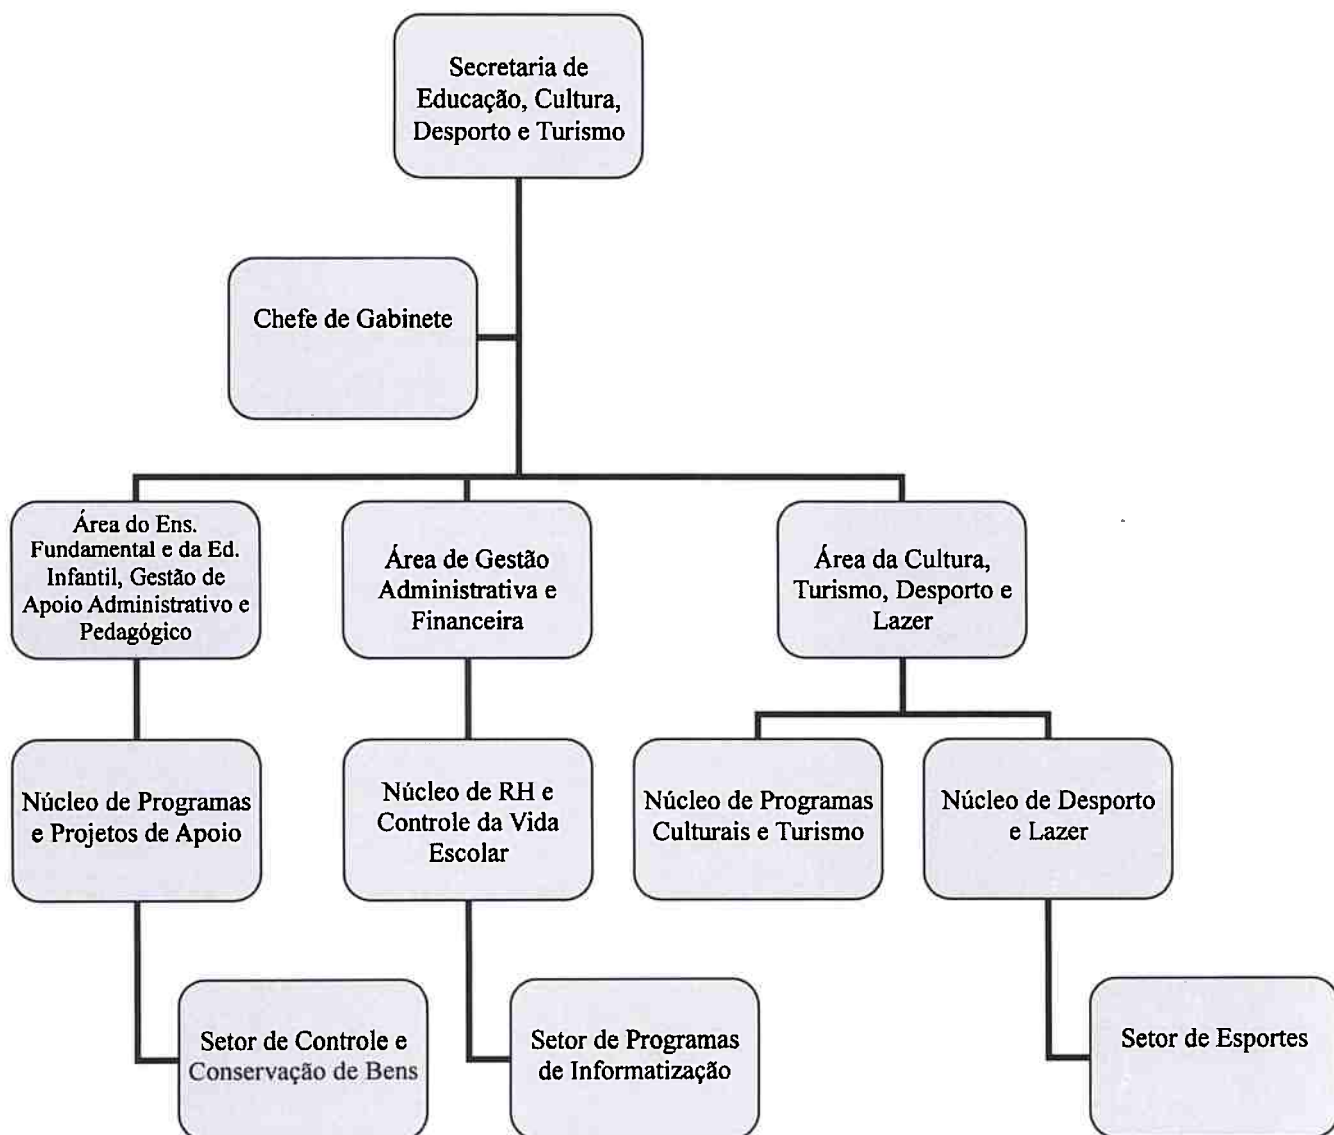 Secretaria de
Educação, Cultura,
Desporto e Turismo
Chefe de Gabinete
Área do Ens.
Fundamental e da Ed.
Infantil, Gestão de
Apoio Administrativo e
Pedagógico
Área de Gestão
Administrativa e
Financeira
Área da Cultura,
Turismo, Desporto e
Lazer
Núcleo de Programas
e Projetos de Apoio
Núcleo de RH e
Controle da Vida
Escolar
Núcleo de Programas
Culturais e Turismo
Núcleo de Desporto
e Lazer
Setor de Controle e
Conservação de Bens
Setor de Programas
de Informatização
Setor de Esportes